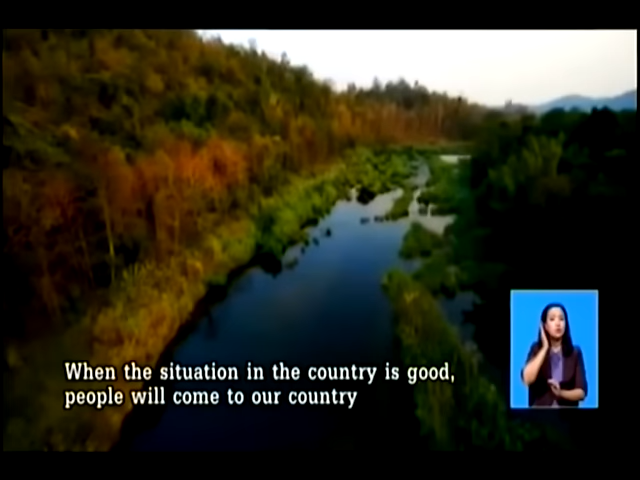 When the situation in the country is good,
people will come to our country